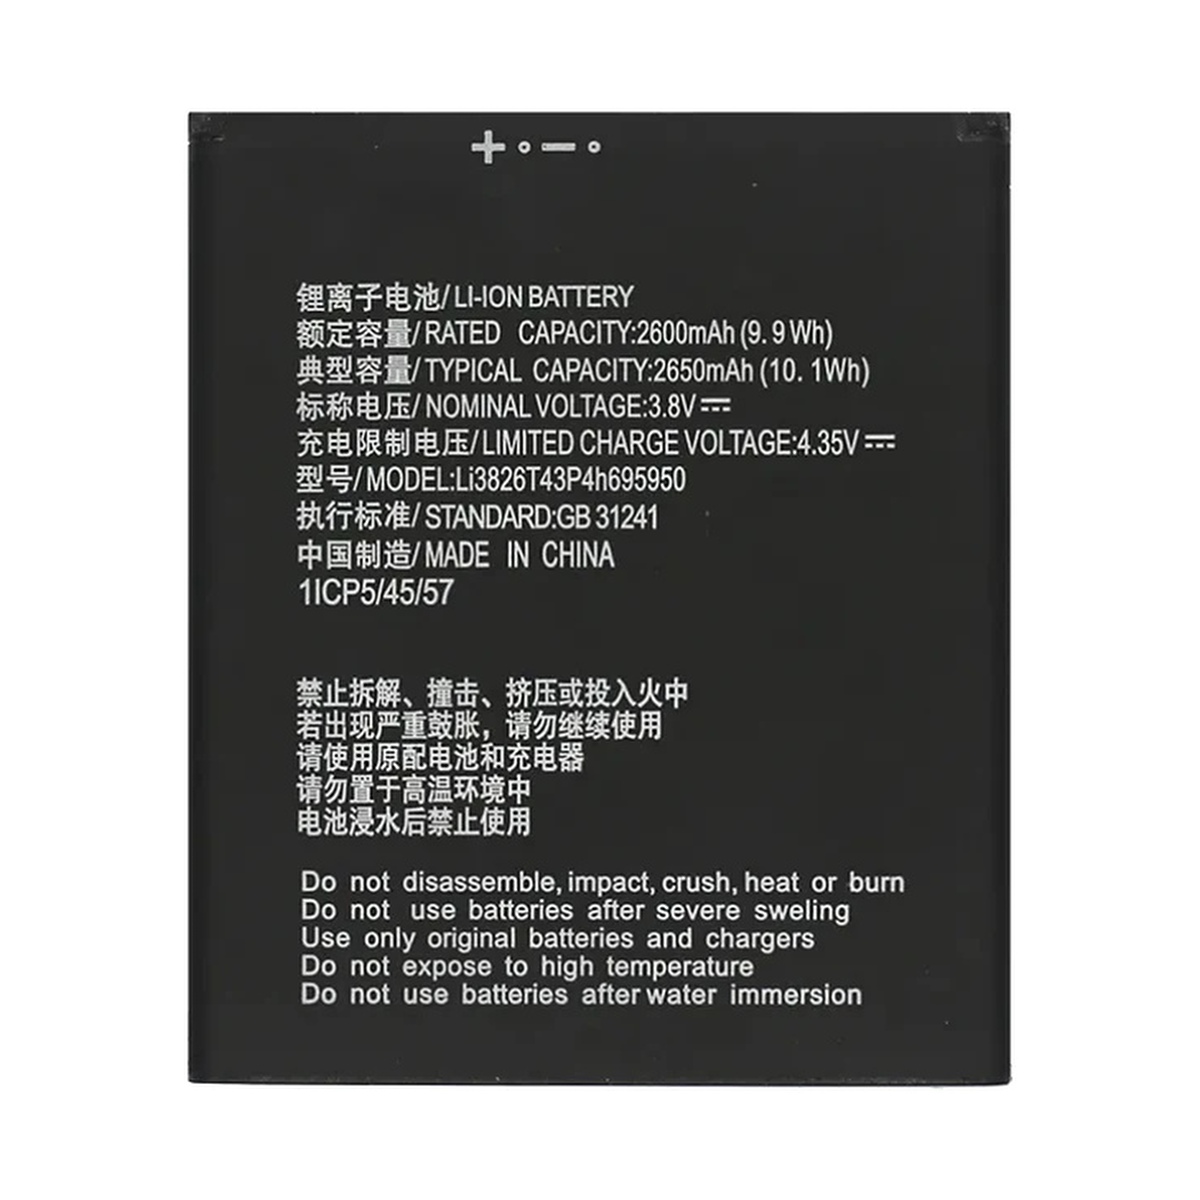 + ∘ — ∘
锂离子电池/LI-ION BATTERY
额定容量/RATED CAPACITY:2600mAh (9.9 Wh)
典型容量/TYPICAL CAPACITY:2650mAh (10.1Wh)
标称电压/NOMINAL VOLTAGE:3.8V⎓
充电限制电压/LIMITED CHARGE VOLTAGE:4.35V⎓
型号/MODEL:Li3826T43P4h695950
执行标准/STANDARD:GB 31241
中国制造/MADE IN CHINA
1ICP5/45/57
禁止拆解、撞击、挤压或投入火中
若出现严重鼓胀，请勿继续使用
请使用原配电池和充电器
请勿置于高温环境中
电池浸水后禁止使用
Do not disassemble, impact, crush, heat or burn
Do not use batteries after severe sweling
Use only original batteries and chargers
Do not expose to high temperature
Do not use batteries after water immersion